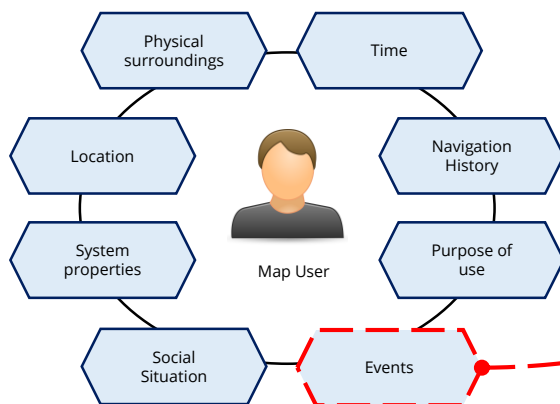 Physical
surroundings
Time
Location
Navigation
History
System
properties
Purpose of
use
Map User
Social
Situation
Events